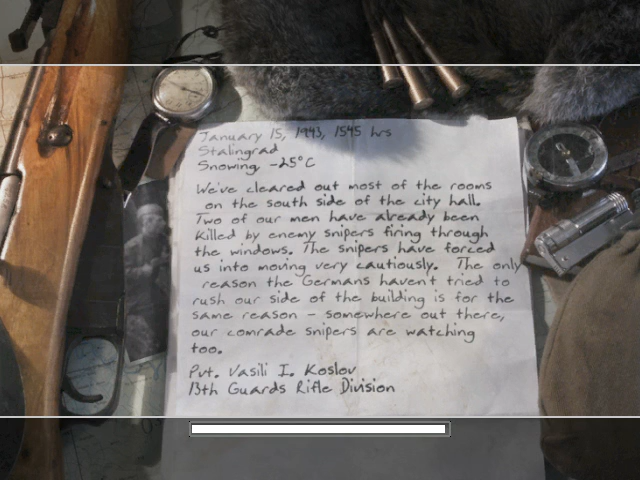 January 15, 1943, 1545 hrs
Stalingrad
Snowing, -25°C
We've cleared out most of the rooms
on the south side of the city hall.
Two of our men have already been
killed by enemy snipers firing through
the windows. The snipers have forced
us into moving very cautiously. The only
reason the Germans haven't tried to
rush our side of the building is for the
same reason - somewhere out there,
our comrade snipers are watching
too.
Pvt. Vasili I. Koslov
13th Guards Rifle Division